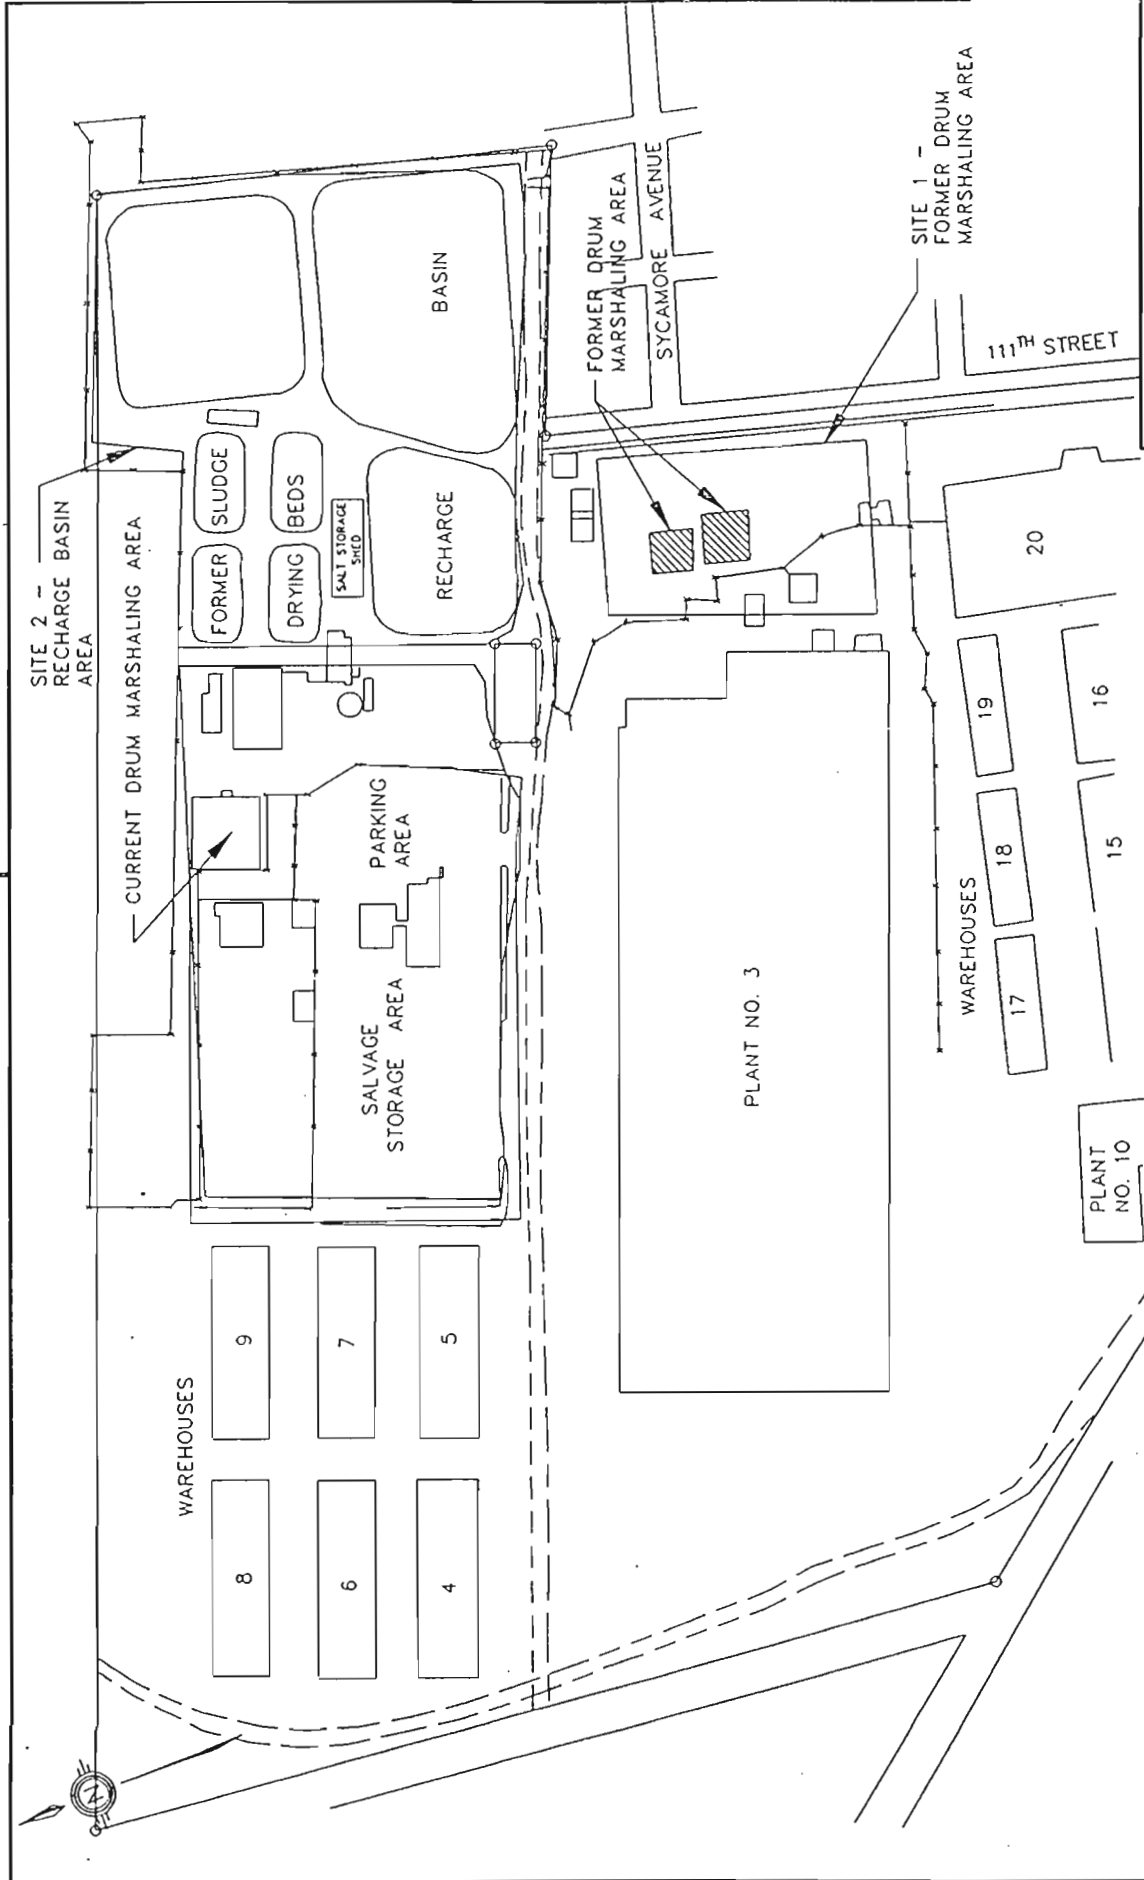 SITE 2 -
RECHARGE BASIN
AREA
CURRENT DRUM MARSHALING AREA
FORMER
SLUDGE
DRYING
BEDS
SALT STORAGE
SHED
RECHARGE
BASIN
FORMER DRUM
MARSHALING AREA
SYCAMORE AVENUE
SITE 1 -
FORMER DRUM
MARSHALING AREA
111TH STREET
PARKING
AREA
SALVAGE
STORAGE AREA
WAREHOUSES
8
9
6
7
4
5
N
PLANT NO. 3
WAREHOUSES
17
18
19
20
15
16
PLANT
NO. 10